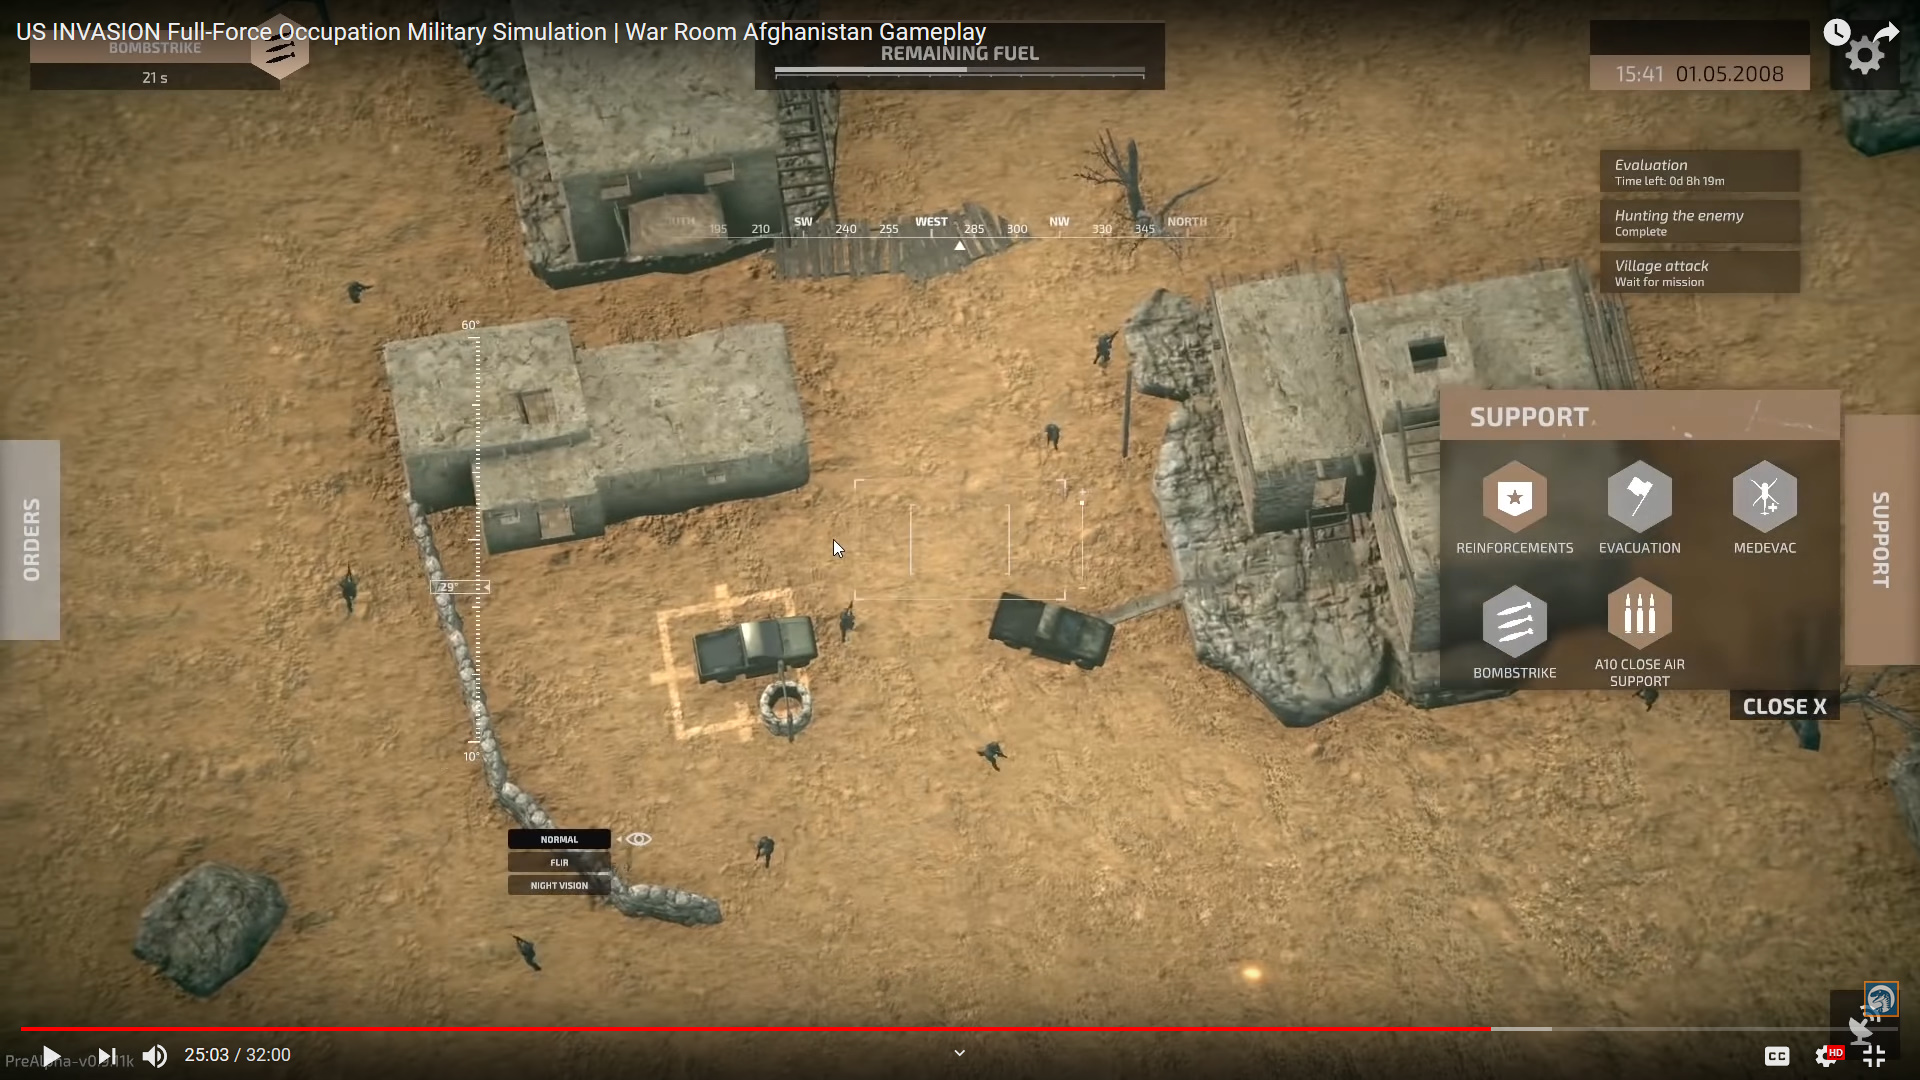 US INVASION Full-Force Occupation Military Simulation | War Room Afghanistan Gameplay
BOMBSTRIKE
21 s
REMAINING FUEL
15:41 01.05.2008
Evaluation
Time left: 0d 8h 19m
Hunting the enemy
Complete
Village attack
Wait for mission
195 210 SW 240 255 WEST 285 300 NW 330 345 NORTH
60°
29°
10°
ORDERS
SUPPORT
REINFORCEMENTS
EVACUATION
MEDEVAC
BOMBSTRIKE
A10 CLOSE AIR
SUPPORT
CLOSE X
SUPPORT
NORMAL
FLIR
NIGHT VISION
25:03 / 32:00
CC
HD